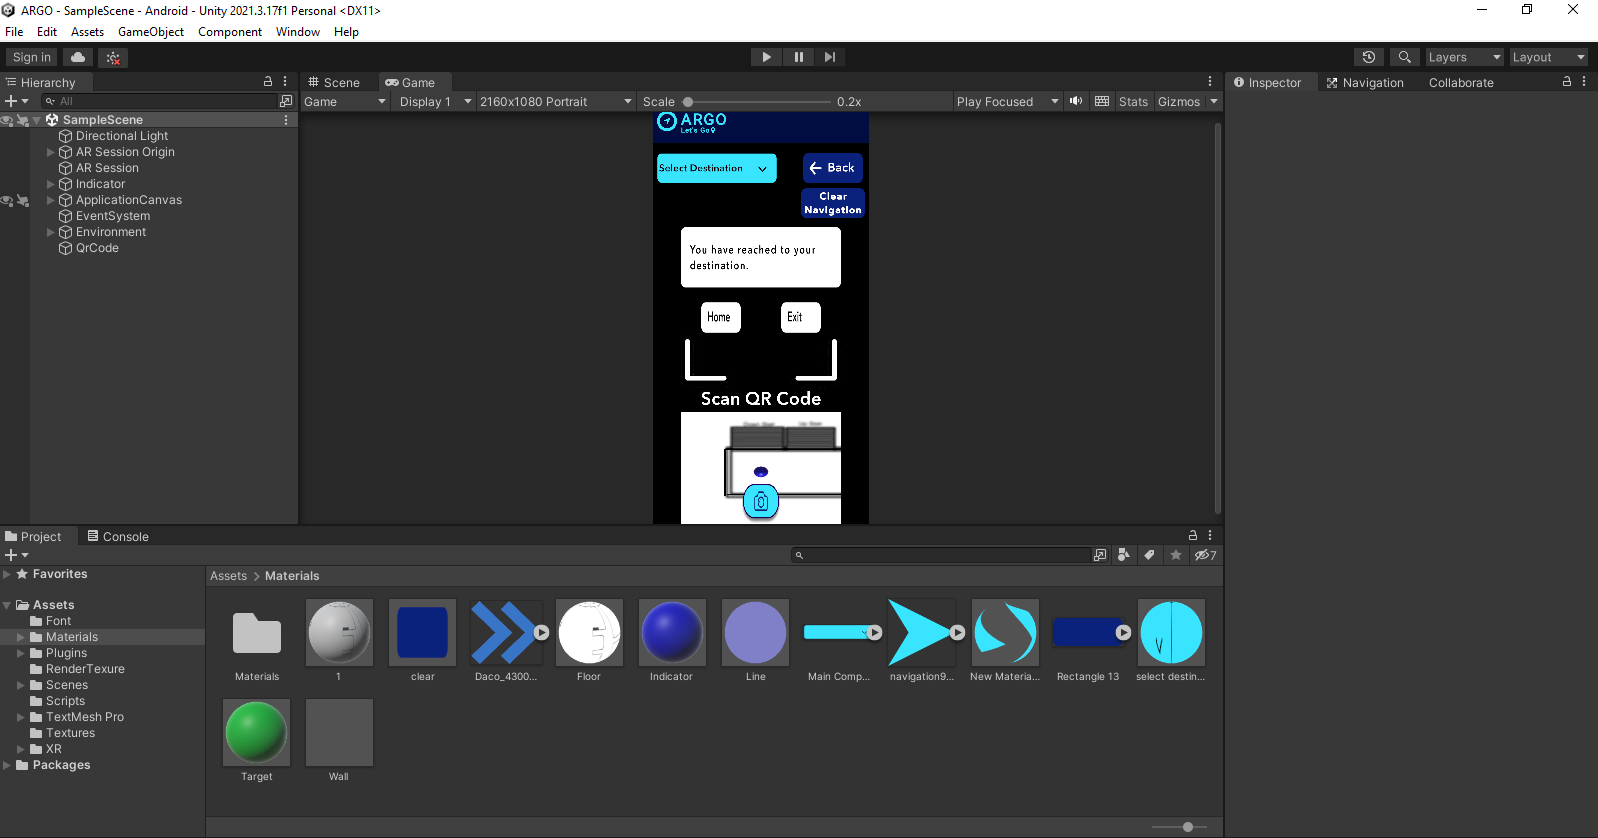 ARGO - SampleScene - Android - Unity 2021.3.17f1 Personal <DX11>
File Edit Assets GameObject Component Window Help
Sign in
Layers
Layout
Hierarchy
All
SampleScene
Directional Light
AR Session Origin
AR Session
Indicator
ApplicationCanvas
EventSystem
Environment
QrCode
Scene Game
Game Display 1 2160x1080 Portrait Scale 0.2x Play Focused Stats Gizmos
ARGO
Let's Go
Select Destination
Back
Clear
Navigation
You have reached to your
destination.
Home
Exit
Scan QR Code
Inspector Navigation Collaborate
Project Console
7
Favorites
Assets
Font
Materials
Plugins
RenderTexure
Scenes
Scripts
TextMesh Pro
Textures
XR
Packages
Assets > Materials
Materials
1
clear
Daco_4300...
Floor
Indicator
Line
Main Comp...
navigation9...
New Materia...
Rectangle 13
select destin...
Target
Wall